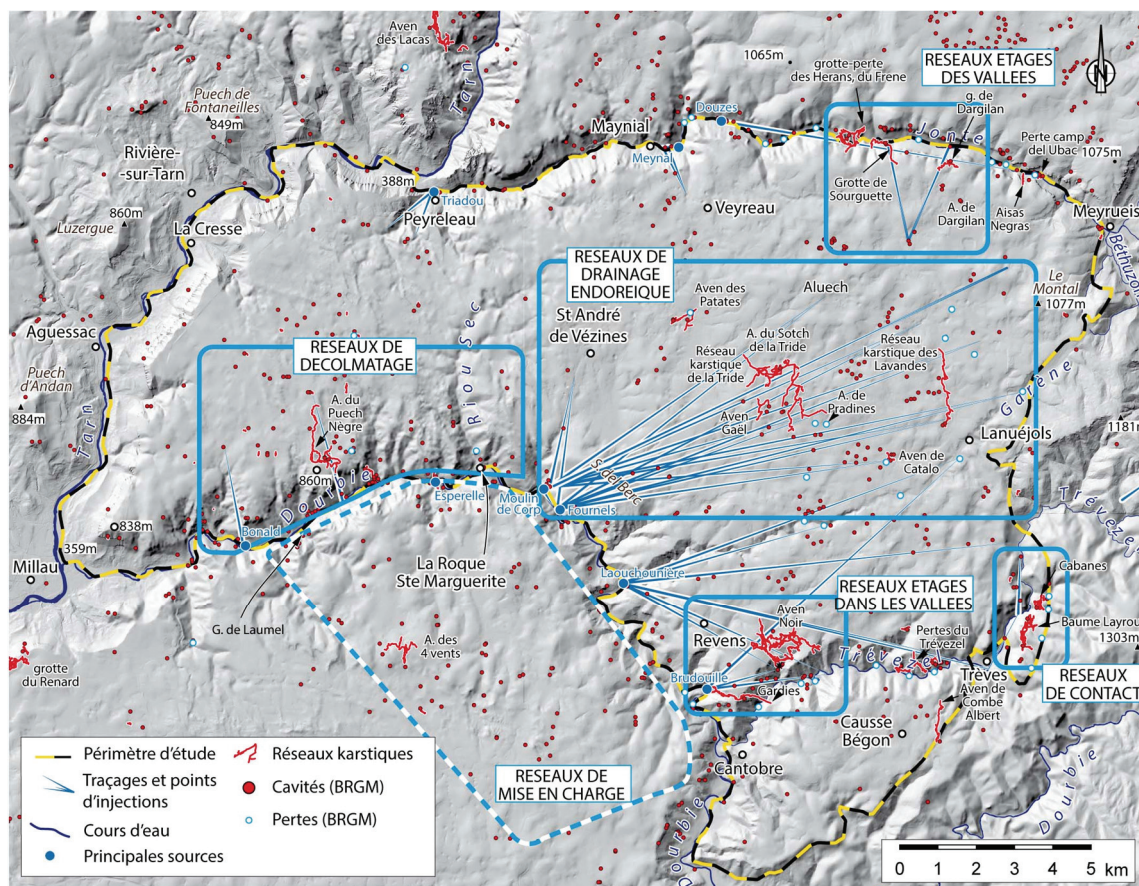 Aven
des Lacas
Tarn
1065m
grotte-perte
des Herans, du Frene
RESEAUX ETAGES
DES VALLEES
g. de
Dargilan
N
Puech de
Fontaneilles
849m
Douzes
Maynial
Meynal
Jonte
Perte camp
del Ubac
1075m
Rivière-
-sur-Tarn
388m
Triadou
Peyreleau
Grotte de
Sourguette
A. de
Dargilan
Aisas
Negras
Meyrueis
860m
Luzergue
La Cresse
Veyreau
Béthuzon
RESEAUX DE
DRAINAGE
ENDOREIQUE
Le
Montal
1077m
Aven des
Patates
Aluech
Riou Sec
St André
de Vézines
Aguessac
RESEAUX DE
DECOLMATAGE
A. du Sotch
de la Tride
Réseau
karstique
de la Tride
Réseau
karstique des
Lavandes
Puech
d'Andan
884m
Tarn
A. du
Puech
Nègre
A. de
Pradines
Aven
Gaël
Garène
1181m
Lanuéjols
860m
Dourbie
Esperelle
Moulin
de Corp
S. del Berc
Fournels
Aven de
Catalo
838m
Bonald
359m
Trévezel
Millau
La Roque
Ste Marguerite
Laouchounière
RESEAUX ETAGES
DANS LES VALLEES
Cabanes
G. de Laumel
Aven
Noir
Revens
Baume Layrou
1303m
A. des
4 vents
Pertes du
Trévezel
Trévezel
grotte
du Renard
Brudouille
Gardies
Trèves
RESEAUX
DE CONTACT
Aven de
Combe
Albert
Causse
Bégon
Cantobre
RESEAUX DE
MISE EN CHARGE
Dourbie
Dourbie
Périmètre d'étude
Réseaux karstiques
Traçages et points
d'injections
Cavités (BRGM)
Cours d'eau
Pertes (BRGM)
Principales sources
0 1 2 3 4 5 km